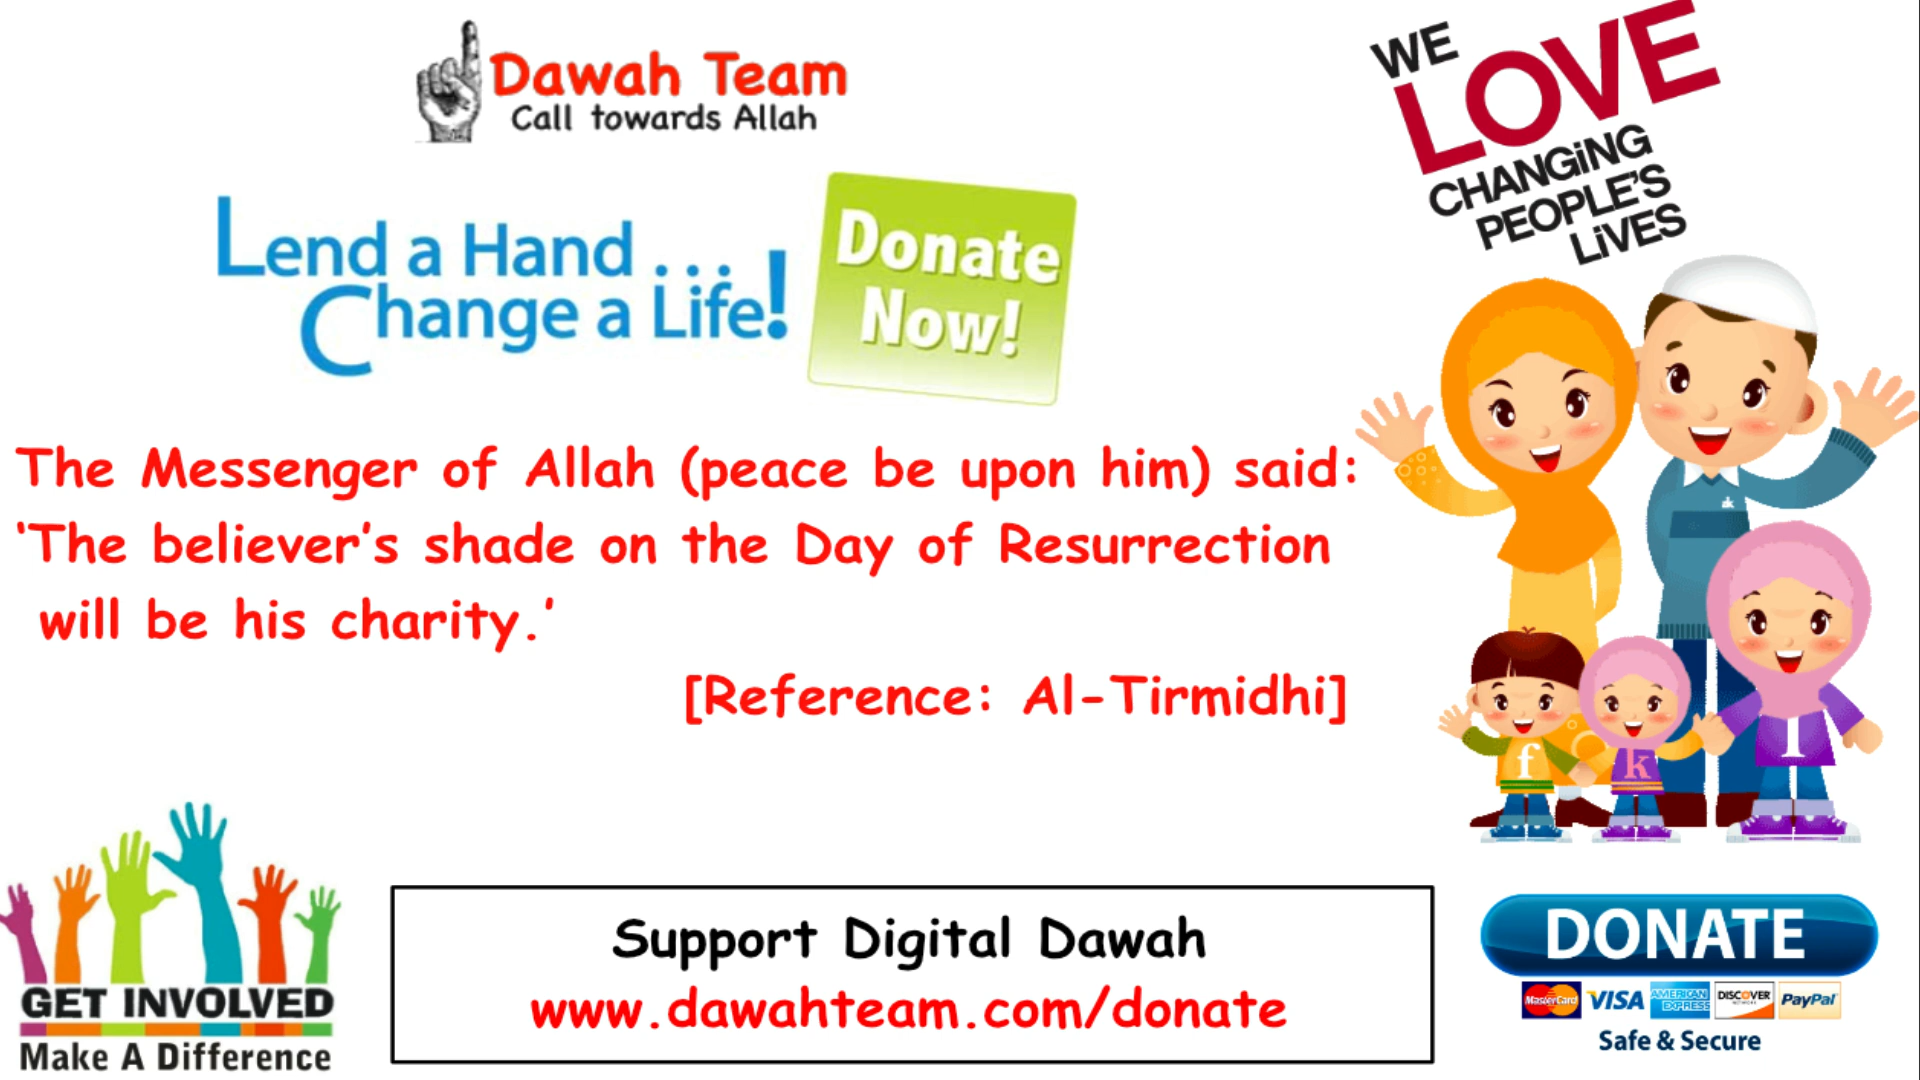 Dawah Team
Call towards Allah
WE
LOVE
CHANGiNG
PEOPLE'S
LiVES
Lend a Hand ...
Change a Life!
Donate
Now!
The Messenger of Allah (peace be upon him) said:
‘The believer’s shade on the Day of Resurrection
will be his charity.’
[Reference: Al-Tirmidhi]
f
k
l
GET INVOLVED
Make A Difference
Support Digital Dawah
www.dawahteam.com/donate
DONATE
MasterCard VISA AMERICAN EXPRESS DISCOVER PayPal
Safe & Secure